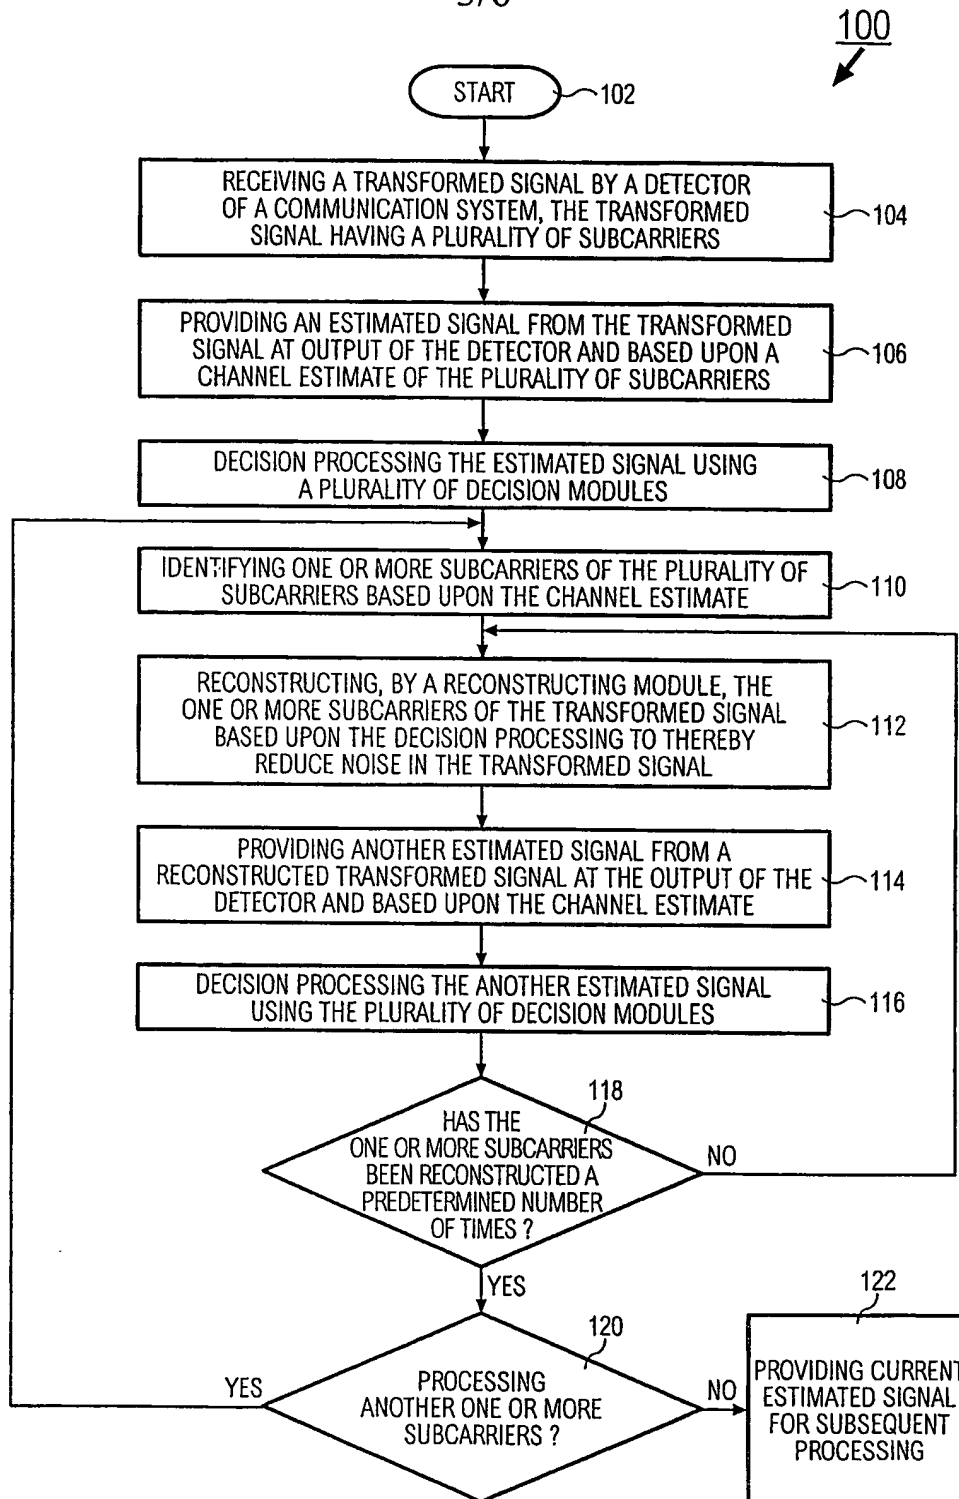 100
START
102
RECEIVING A TRANSFORMED SIGNAL BY A DETECTOR
OF A COMMUNICATION SYSTEM, THE TRANSFORMED
SIGNAL HAVING A PLURALITY OF SUBCARRIERS
104
PROVIDING AN ESTIMATED SIGNAL FROM THE TRANSFORMED
SIGNAL AT OUTPUT OF THE DETECTOR AND BASED UPON A
CHANNEL ESTIMATE OF THE PLURALITY OF SUBCARRIERS
106
DECISION PROCESSING THE ESTIMATED SIGNAL USING
A PLURALITY OF DECISION MODULES
108
IDENTIFYING ONE OR MORE SUBCARRIERS OF THE PLURALITY OF
SUBCARRIERS BASED UPON THE CHANNEL ESTIMATE
110
RECONSTRUCTING, BY A RECONSTRUCTING MODULE, THE
ONE OR MORE SUBCARRIERS OF THE TRANSFORMED SIGNAL
BASED UPON THE DECISION PROCESSING TO THEREBY
REDUCE NOISE IN THE TRANSFORMED SIGNAL
112
PROVIDING ANOTHER ESTIMATED SIGNAL FROM A
RECONSTRUCTED TRANSFORMED SIGNAL AT THE OUTPUT OF THE
DETECTOR AND BASED UPON THE CHANNEL ESTIMATE
114
DECISION PROCESSING THE ANOTHER ESTIMATED SIGNAL
USING THE PLURALITY OF DECISION MODULES
116
118
HAS THE
ONE OR MORE SUBCARRIERS
BEEN RECONSTRUCTED A
PREDETERMINED NUMBER
OF TIMES ?
NO
YES
120
PROCESSING
ANOTHER ONE OR MORE
SUBCARRIERS ?
YES
NO
122
PROVIDING CURRENT
ESTIMATED SIGNAL
FOR SUBSEQUENT
PROCESSING